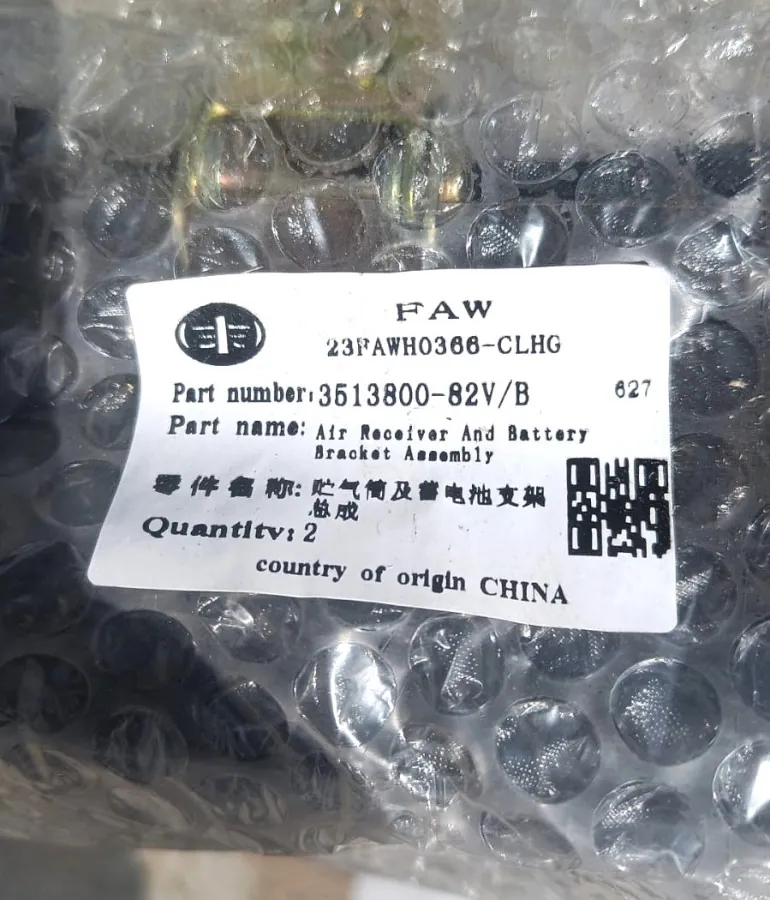 FAW
23FAWH0366-CLHG
Part number: 3513800-82V/B 627
Part name: Air Receiver And Battery
Bracket Assembly
零件名称: 贮气筒及蓄电池支架
总成
Quantity: 2
country of origin CHINA